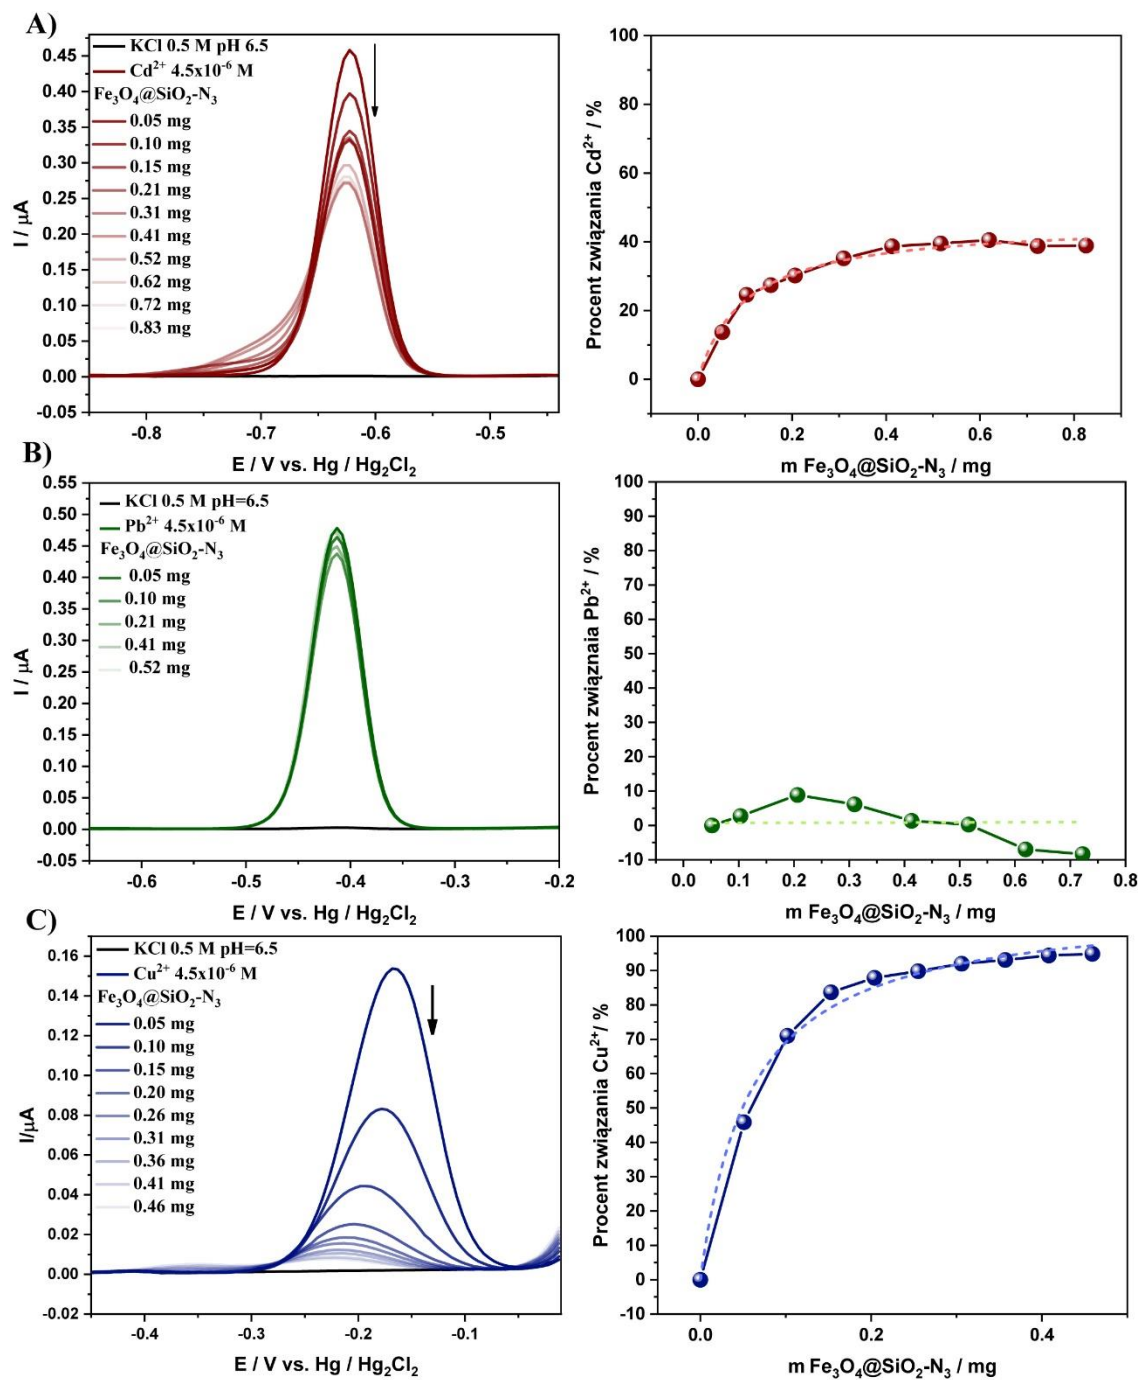 A)
KCl 0.5 M pH 6.5
Cd²⁺ 4.5x10⁻⁶ M
Fe₃O₄@SiO₂-N₃
0.05 mg
0.10 mg
0.15 mg
0.21 mg
0.31 mg
0.41 mg
0.52 mg
0.62 mg
0.72 mg
0.83 mg
I / μA
0.45
0.40
0.35
0.30
0.25
0.20
0.15
0.10
0.05
0.00
-0.05
-0.8
-0.7
-0.6
-0.5
E / V vs. Hg / Hg₂Cl₂
Procent związania Cd²⁺ / %
100
80
60
40
20
0
0.0
0.2
0.4
0.6
0.8
m Fe₃O₄@SiO₂-N₃ / mg
B)
KCl 0.5 M pH=6.5
Pb²⁺ 4.5x10⁻⁶ M
Fe₃O₄@SiO₂-N₃
0.05 mg
0.10 mg
0.21 mg
0.41 mg
0.52 mg
I / μA
0.55
0.50
0.45
0.40
0.35
0.30
0.25
0.20
0.15
0.10
0.05
0.00
-0.05
-0.6
-0.5
-0.4
-0.3
-0.2
E / V vs. Hg / Hg₂Cl₂
Procent związnaia Pb²⁺ / %
100
90
80
70
60
50
40
30
20
10
0
-10
0.0
0.1
0.2
0.3
0.4
0.5
0.6
0.7
0.8
m Fe₃O₄@SiO₂-N₃ / mg
C)
KCl 0.5 M pH=6.5
Cu²⁺ 4.5x10⁻⁶ M
Fe₃O₄@SiO₂-N₃
0.05 mg
0.10 mg
0.15 mg
0.20 mg
0.26 mg
0.31 mg
0.36 mg
0.41 mg
0.46 mg
I/μA
0.16
0.14
0.12
0.10
0.08
0.06
0.04
0.02
0.00
-0.02
-0.4
-0.3
-0.2
-0.1
E / V vs. Hg / Hg₂Cl₂
Procent związania Cu²⁺/ %
100
90
80
70
60
50
40
30
20
10
0
-10
0.0
0.2
0.4
m Fe₃O₄@SiO₂-N₃ / mg